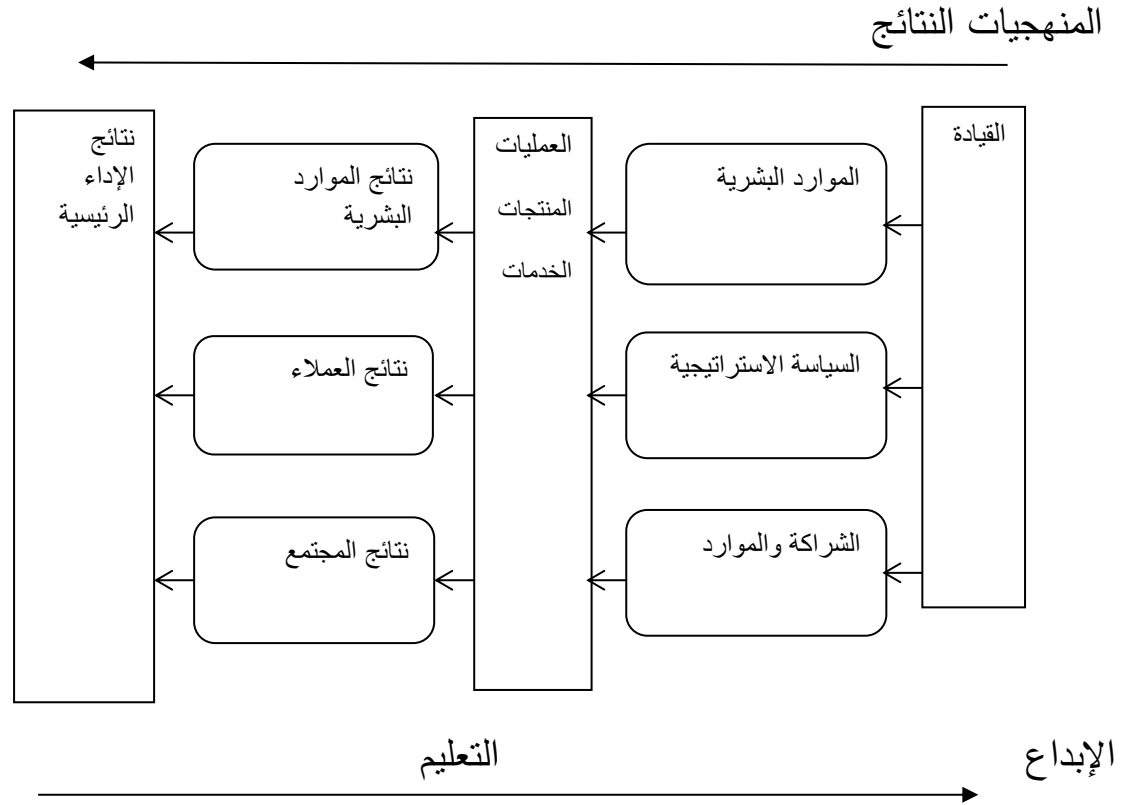 المنهجيات النتائج
القيادة
الموارد البشرية
السياسة الاستراتيجية
الشراكة والموارد
العمليات
المنتجات
الخدمات
نتائج الموارد
البشرية
نتائج العملاء
نتائج المجتمع
نتائج
الإداء
الرئيسية
الإبداع
التعليم